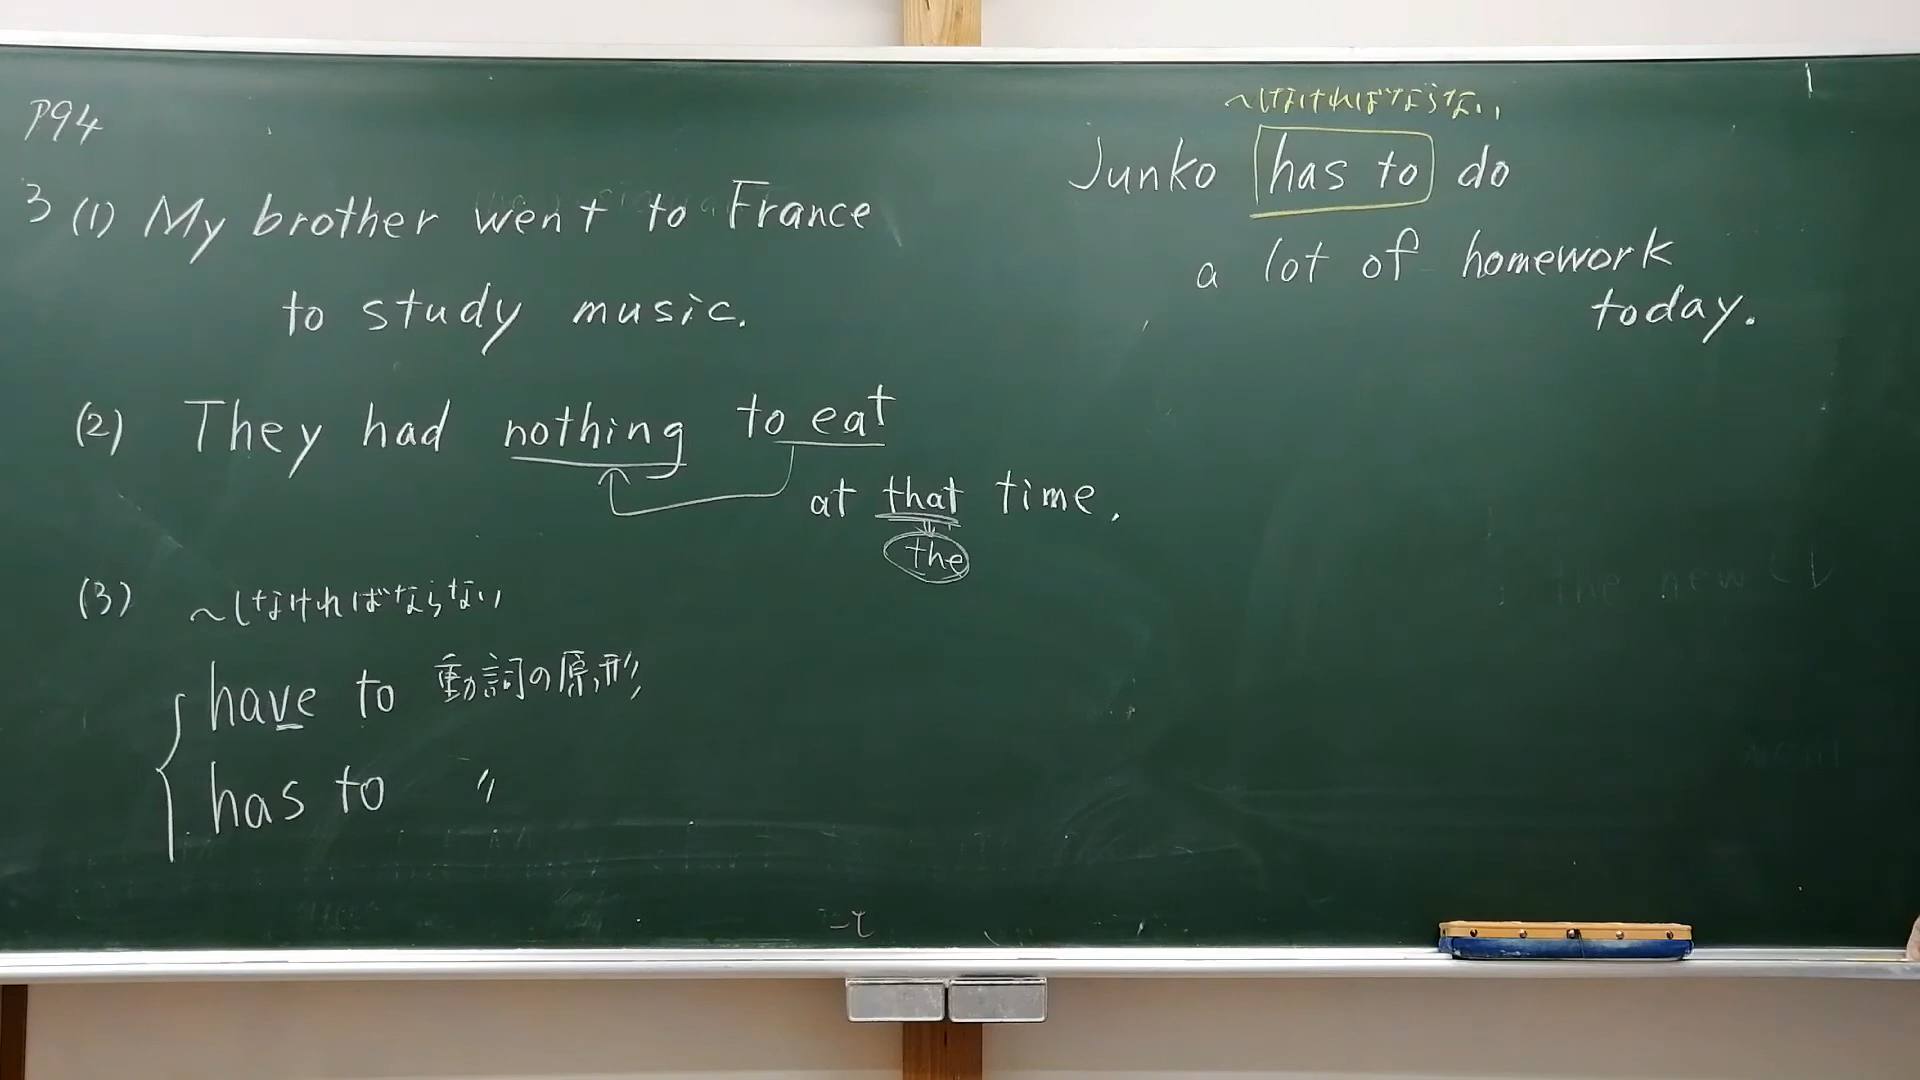 P94
3 (1) My brother went to France
to study music.
(2) They had nothing to eat
at that time.
the
(3) ～しなければならない
have to 動詞の原形
has to 〃
～しなければならない
Junko has to do
a lot of homework
today.